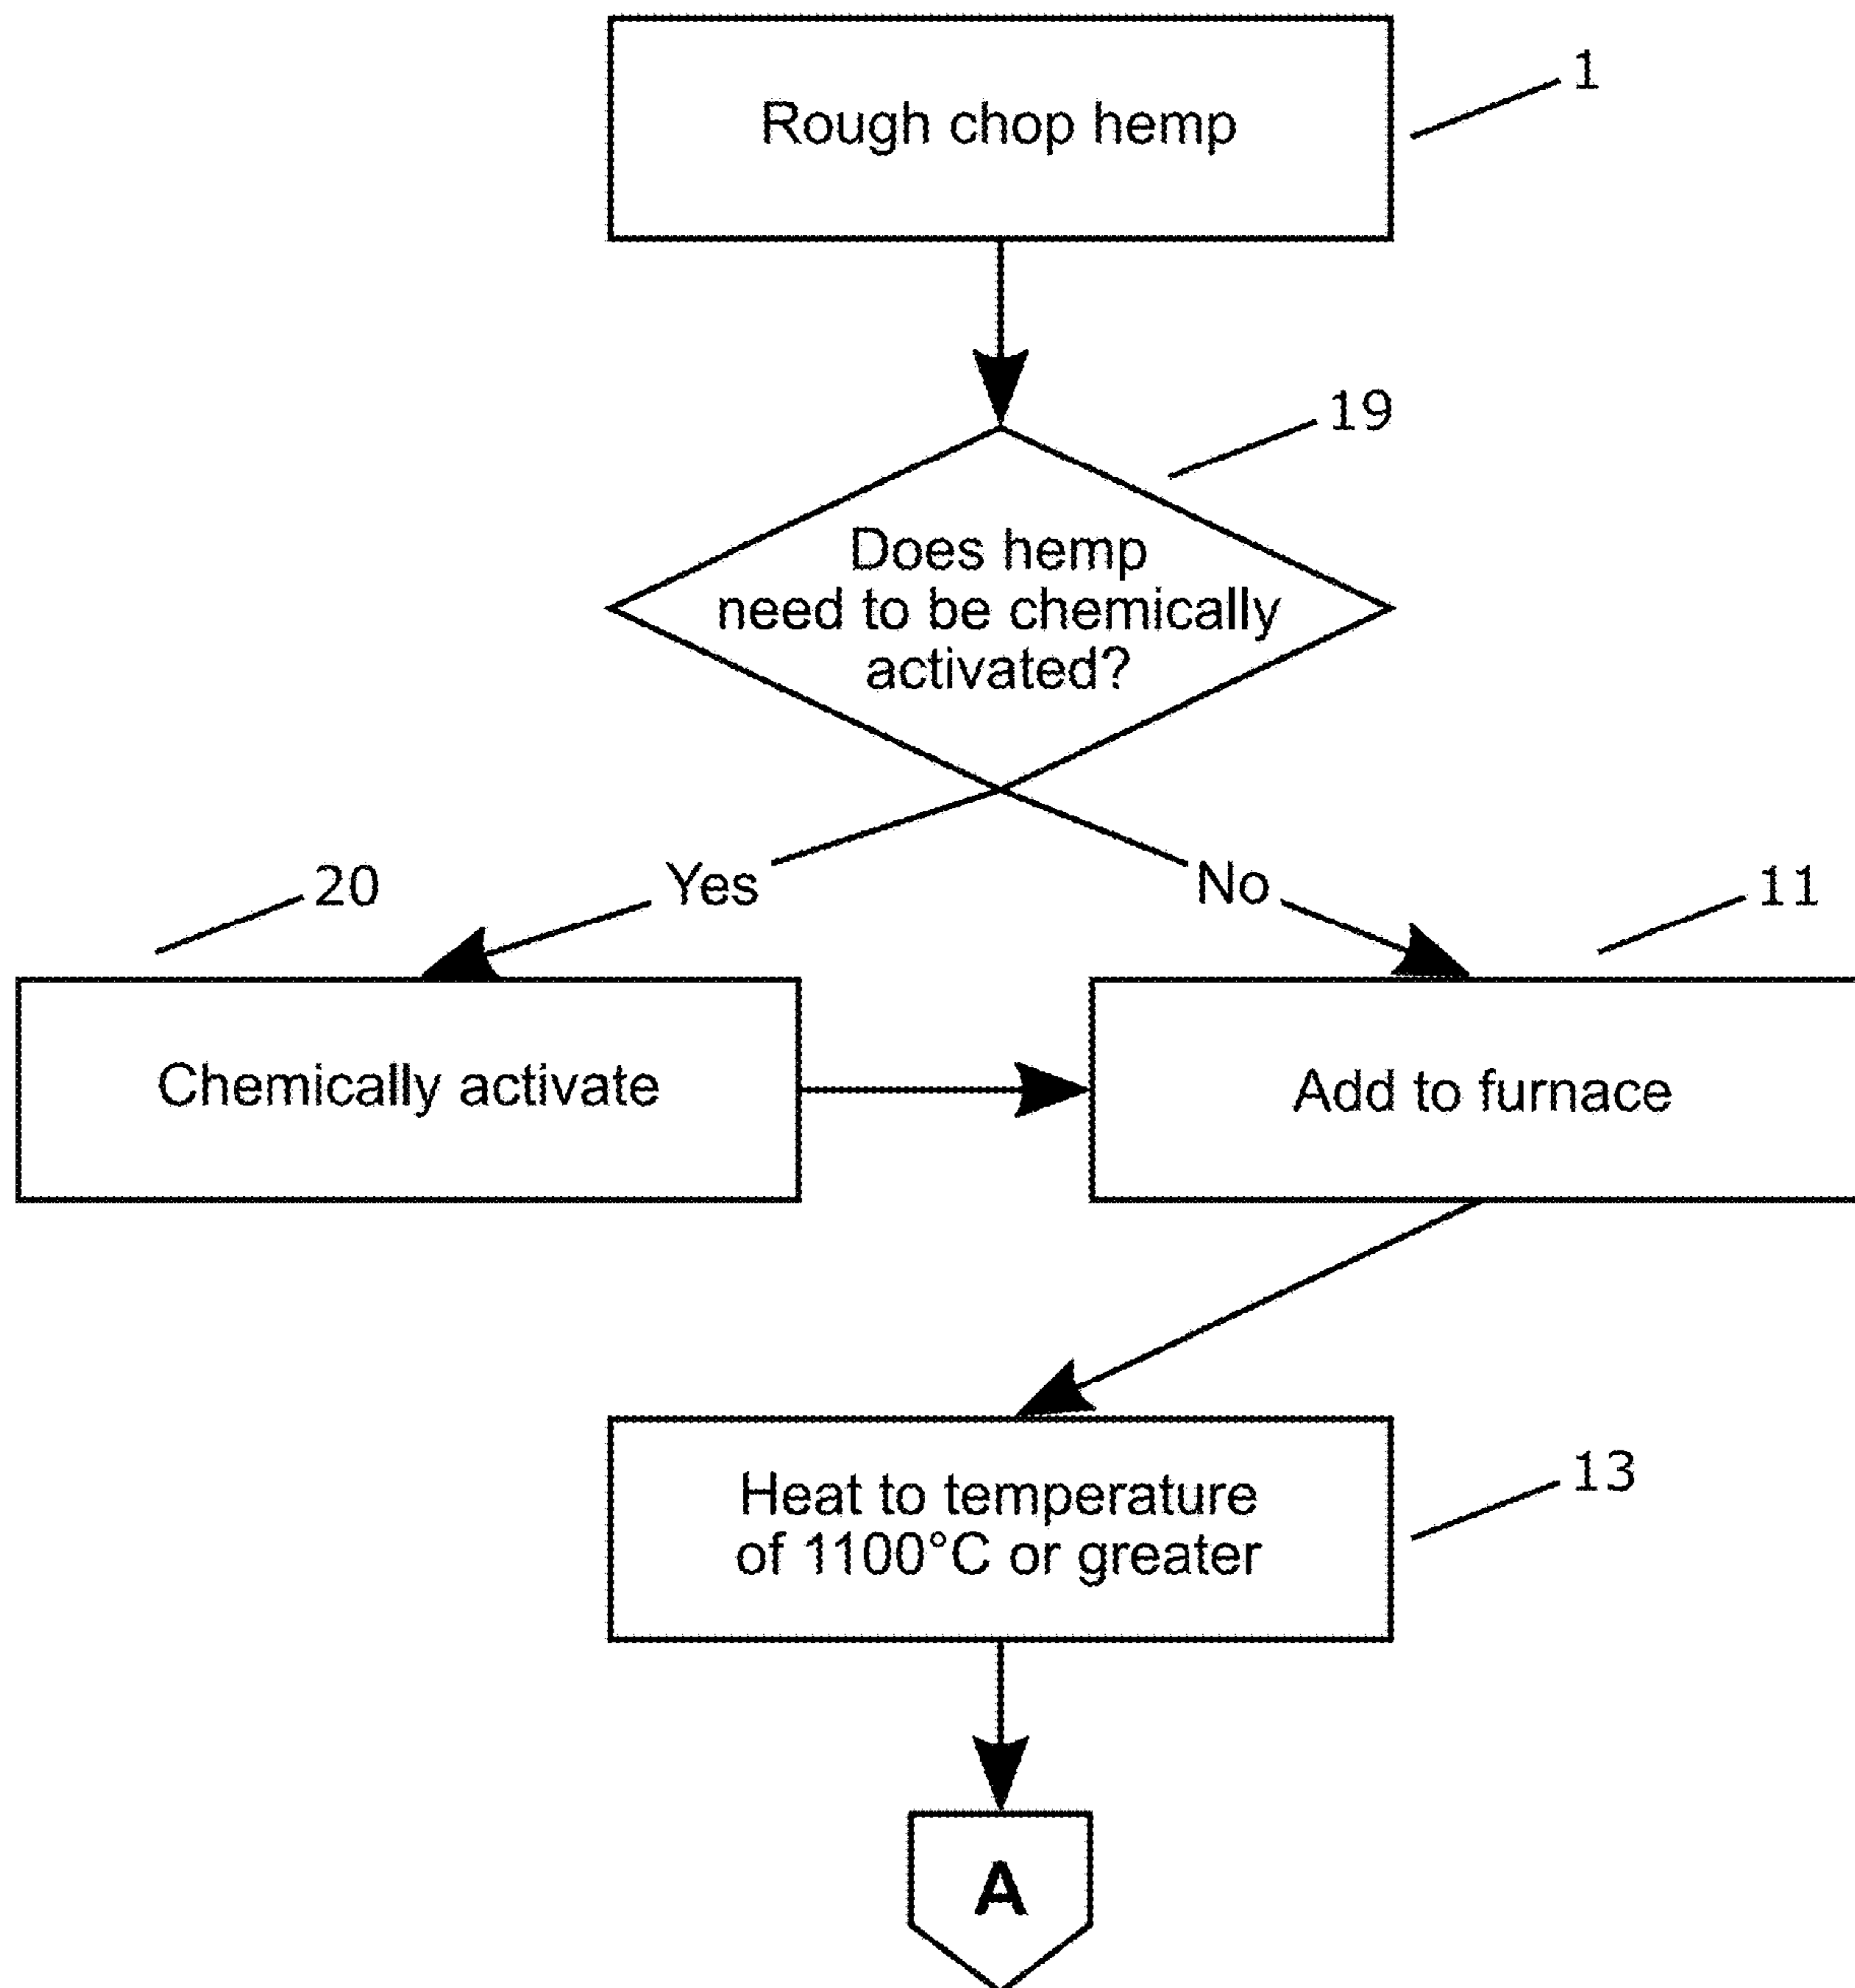 Rough chop hemp
1
19
Does hemp
need to be chemically
activated?
20
Yes
No
11
Chemically activate
Add to furnace
Heat to temperature
of 1100°C or greater
13
A